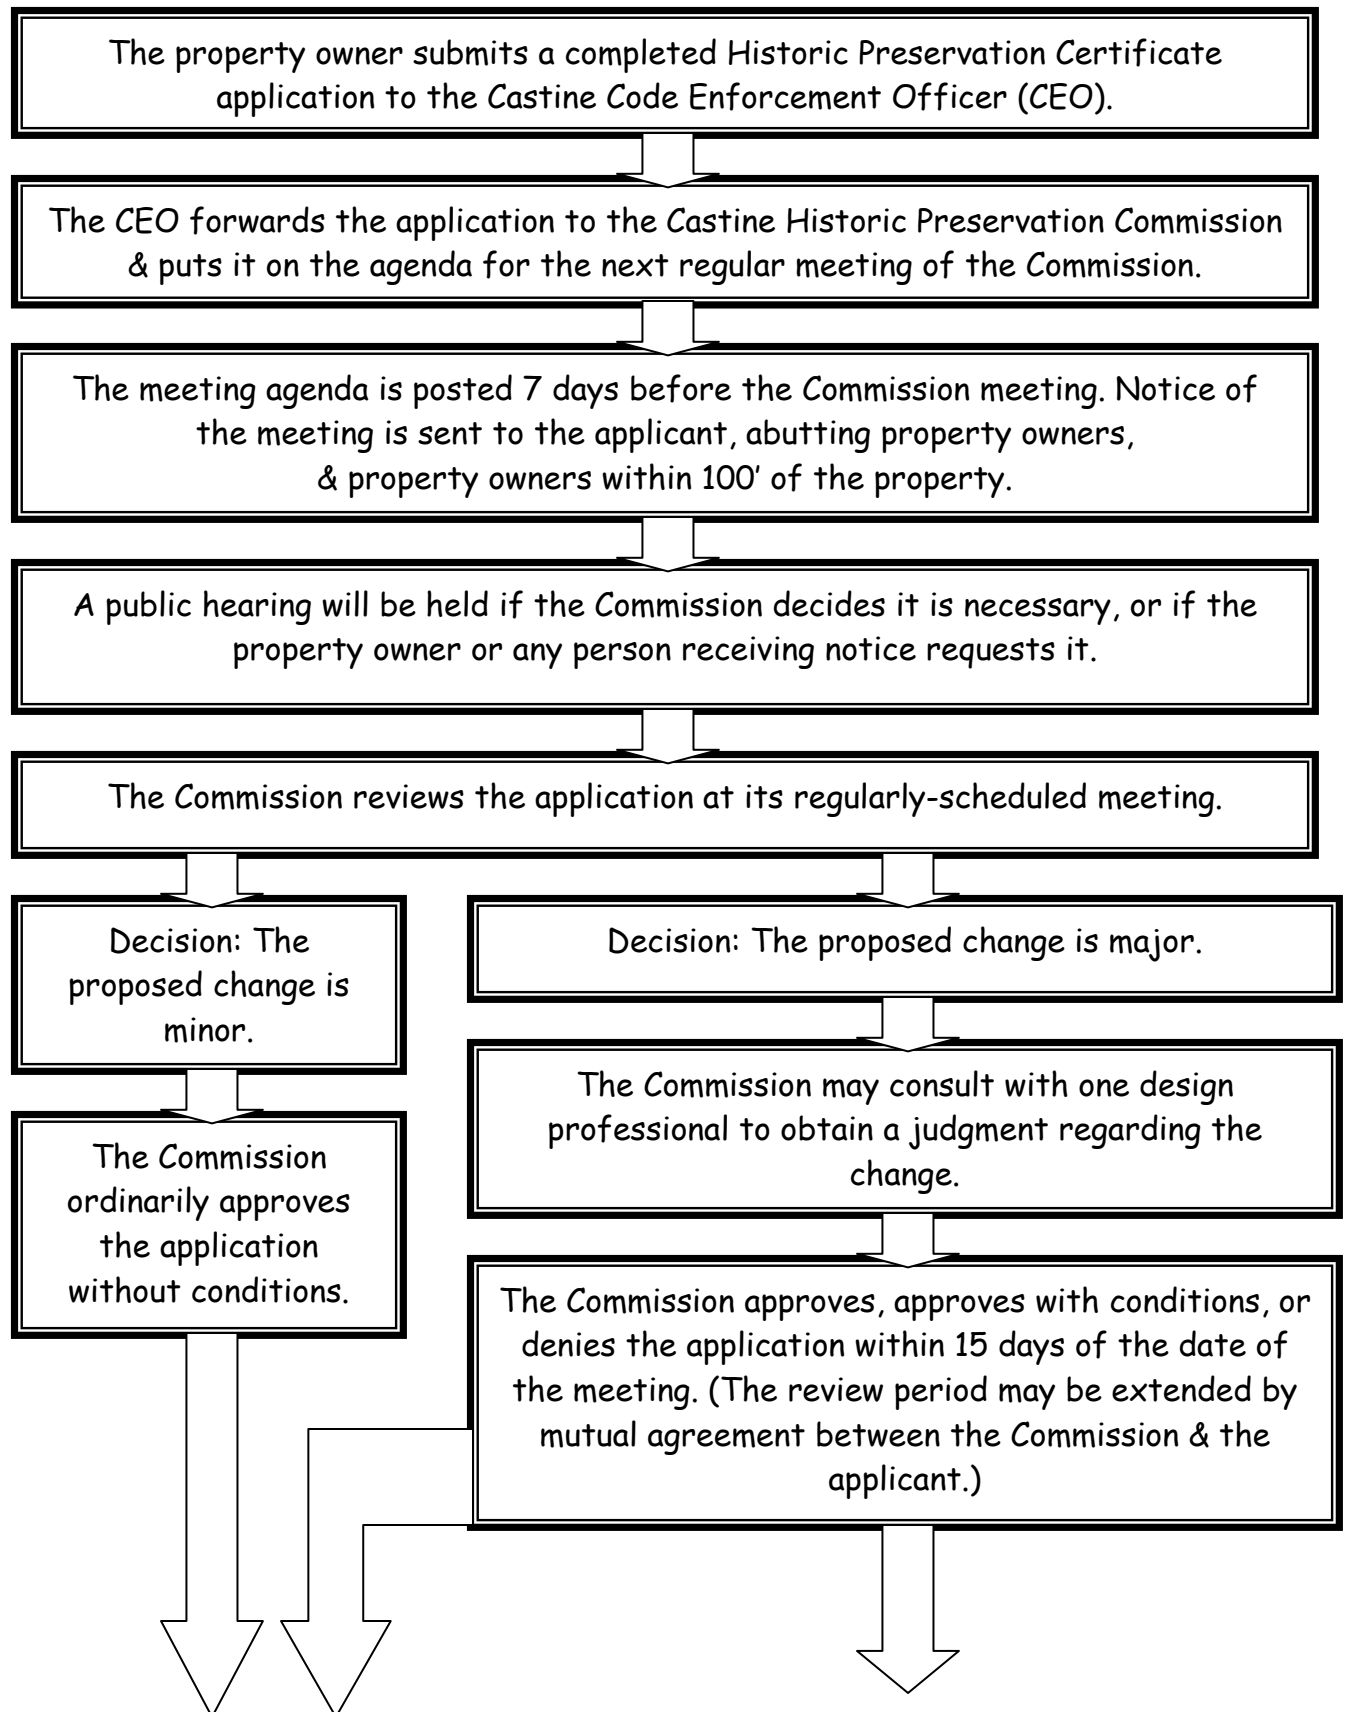 The property owner submits a completed Historic Preservation Certificate
application to the Castine Code Enforcement Officer (CEO).
The CEO forwards the application to the Castine Historic Preservation Commission
& puts it on the agenda for the next regular meeting of the Commission.
The meeting agenda is posted 7 days before the Commission meeting. Notice of
the meeting is sent to the applicant, abutting property owners,
& property owners within 100’ of the property.
A public hearing will be held if the Commission decides it is necessary, or if the
property owner or any person receiving notice requests it.
The Commission reviews the application at its regularly-scheduled meeting.
Decision: The
proposed change is
minor.
The Commission
ordinarily approves
the application
without conditions.
Decision: The proposed change is major.
The Commission may consult with one design
professional to obtain a judgment regarding the
change.
The Commission approves, approves with conditions, or
denies the application within 15 days of the date of
the meeting. (The review period may be extended by
mutual agreement between the Commission & the
applicant.)